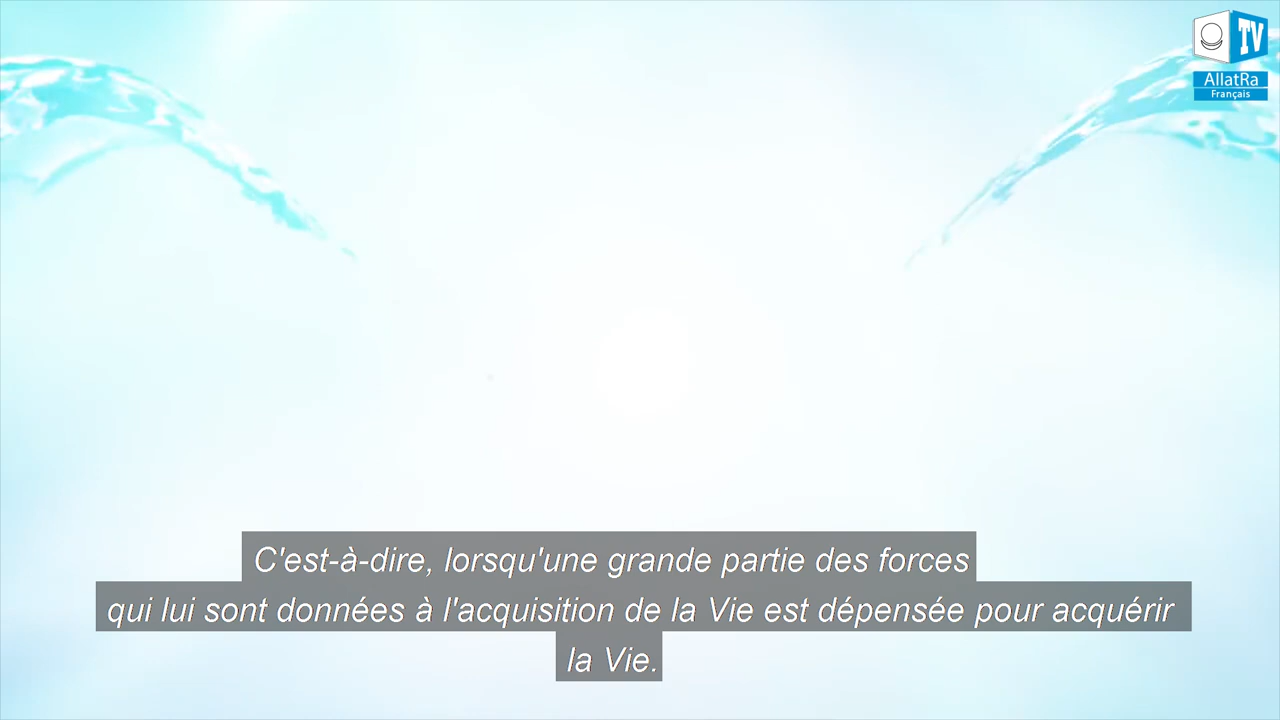 TV
AllatRa
Français
C'est-à-dire, lorsqu'une grande partie des forces
qui lui sont données à l'acquisition de la Vie est dépensée pour acquérir
la Vie.